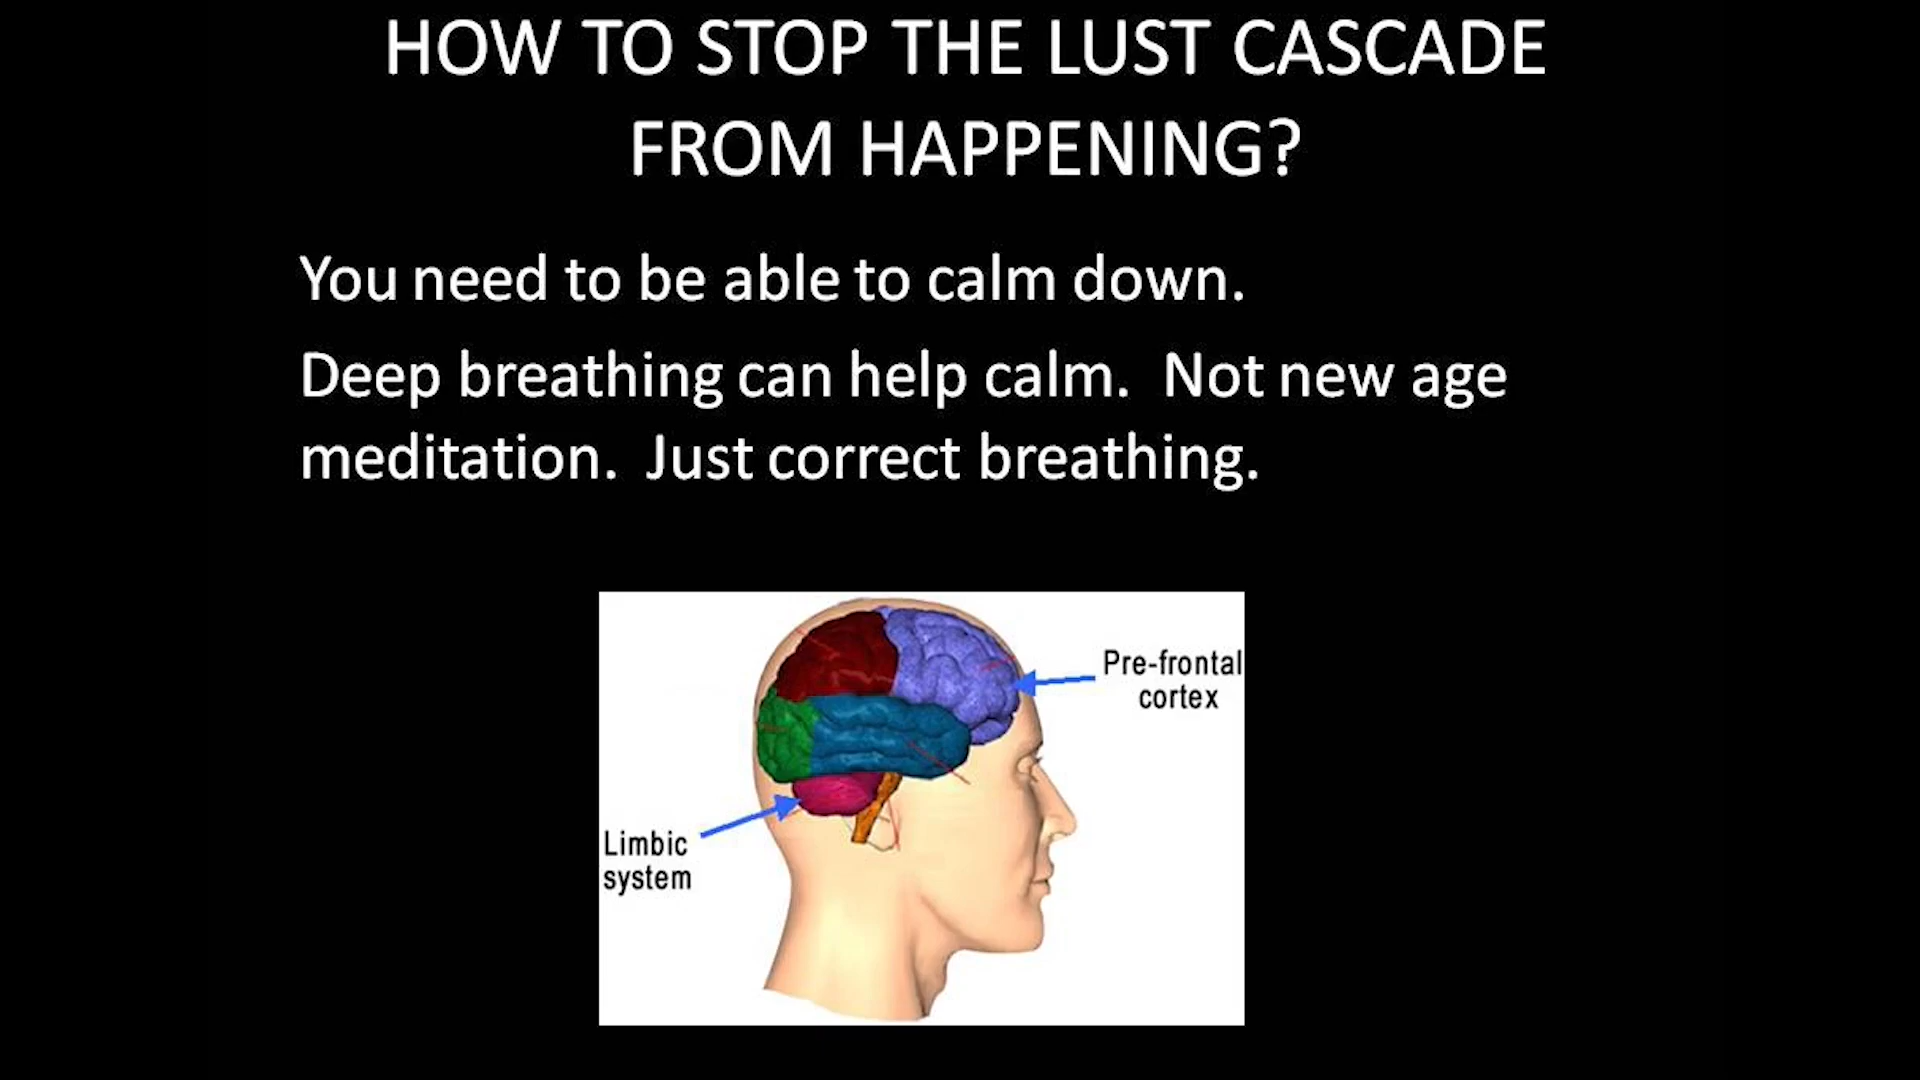 HOW TO STOP THE LUST CASCADE
FROM HAPPENING?
You need to be able to calm down.
Deep breathing can help calm.  Not new age
meditation.  Just correct breathing.
Pre-frontal
cortex
Limbic
system